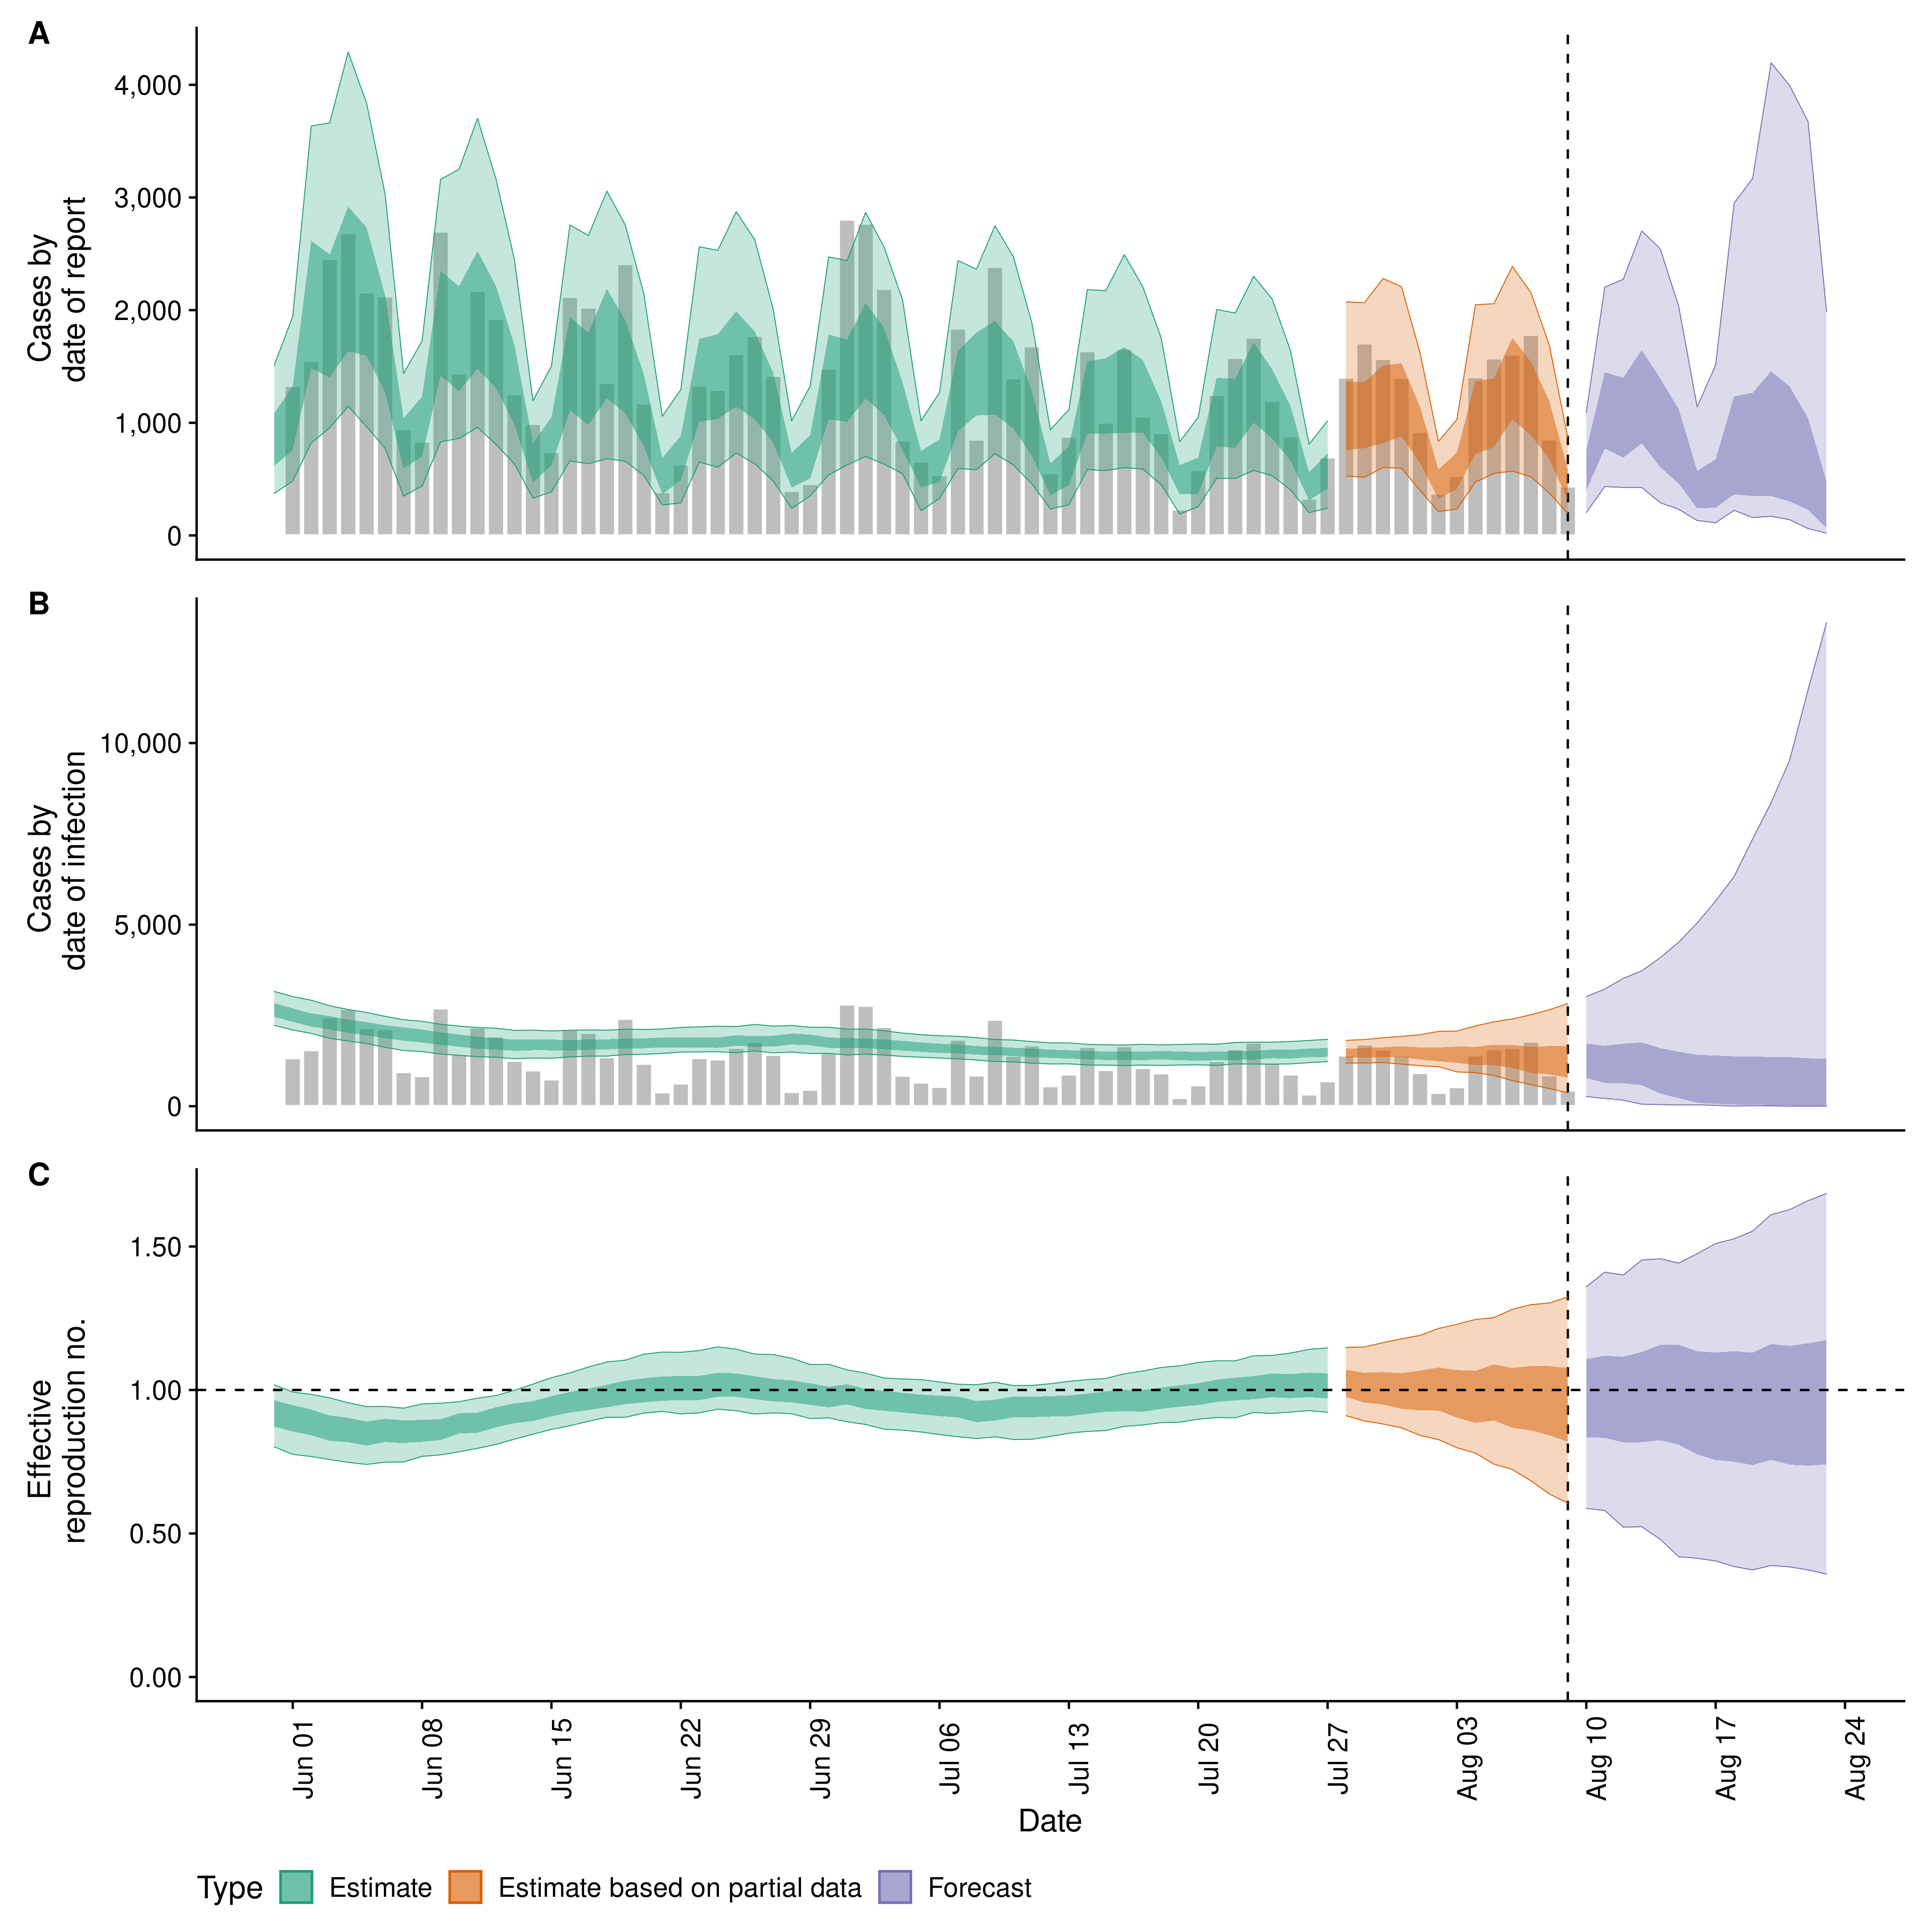 A
Cases by
date of report
4,000
3,000
2,000
1,000
0
B
Cases by
date of infection
10,000
5,000
0
C
Effective
reproduction no.
1.50
1.00
0.50
0.00
Jun 01
Jun 08
Jun 15
Jun 22
Jun 29
Jul 06
Jul 13
Jul 20
Jul 27
Aug 03
Aug 10
Aug 17
Aug 24
Date
Type Estimate Estimate based on partial data Forecast